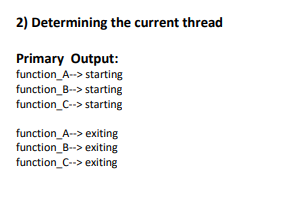 2) Determining the current thread
Primary Output:
function_A--> starting
function_B--> starting
function_C--> starting
function_A--> exiting
function_B--> exiting
function_C--> exiting